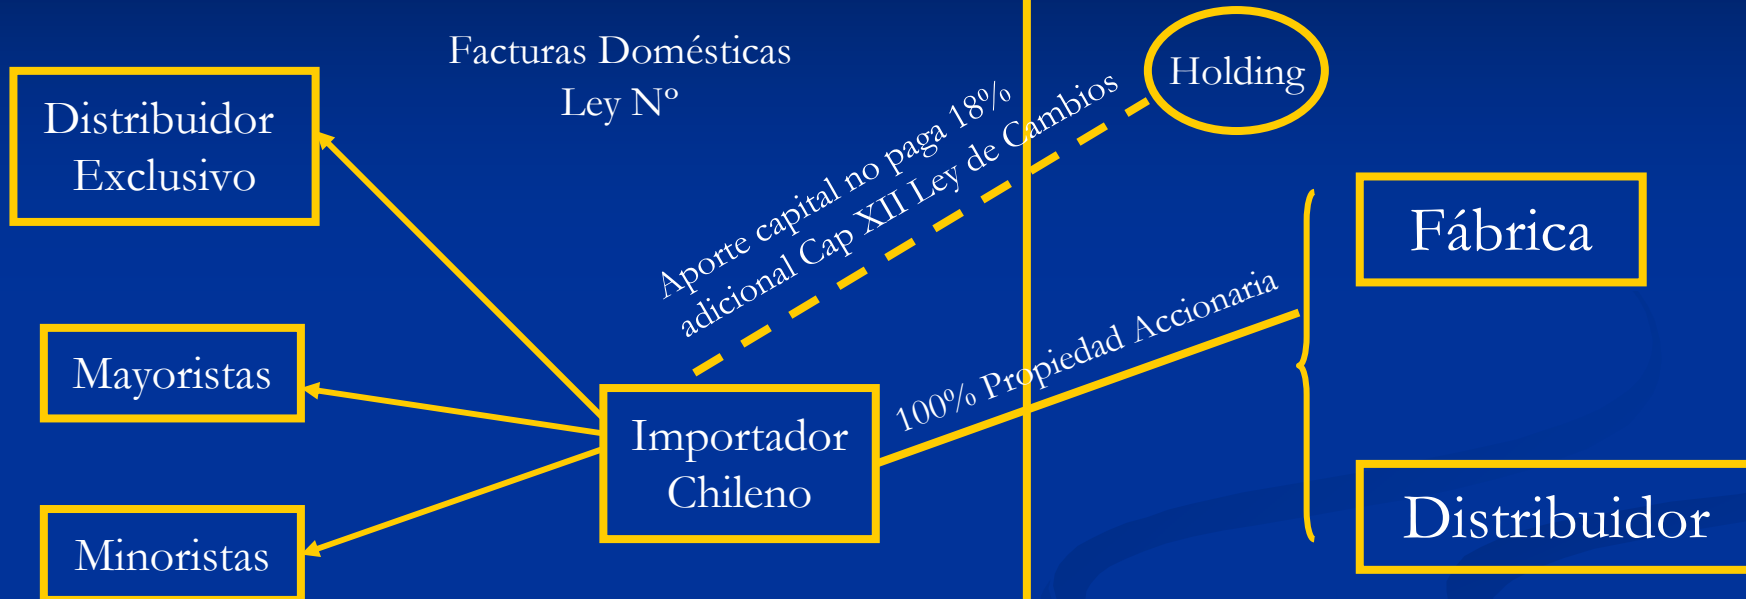 Facturas Domésticas
Ley Nº
Holding
Distribuidor
Exclusivo
Aporte capital no paga 18%
adicional Cap XII Ley de Cambios
Fábrica
100% Propiedad Accionaria
Mayoristas
Importador
Chileno
Distribuidor
Minoristas